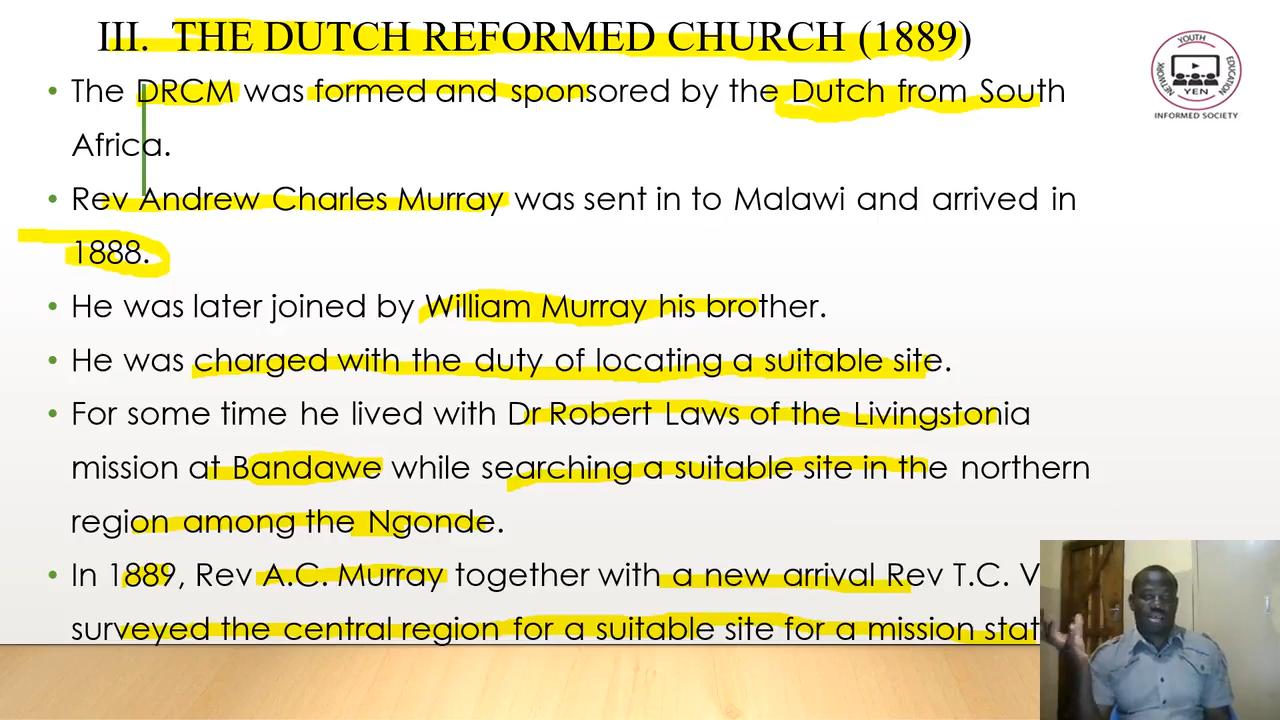 III. THE DUTCH REFORMED CHURCH (1889)
• The DRCM was formed and sponsored by the Dutch from South
Africa.
• Rev Andrew Charles Murray was sent in to Malawi and arrived in
1888.
• He was later joined by William Murray his brother.
• He was charged with the duty of locating a suitable site.
• For some time he lived with Dr Robert Laws of the Livingstonia
mission at Bandawe while searching a suitable site in the northern
region among the Ngonde.
• In 1889, Rev A.C. Murray together with a new arrival Rev T.C. V
surveyed the central region for a suitable site for a mission stat
YOUTH
EDUCATION
NETWORK
YEN
INFORMED SOCIETY